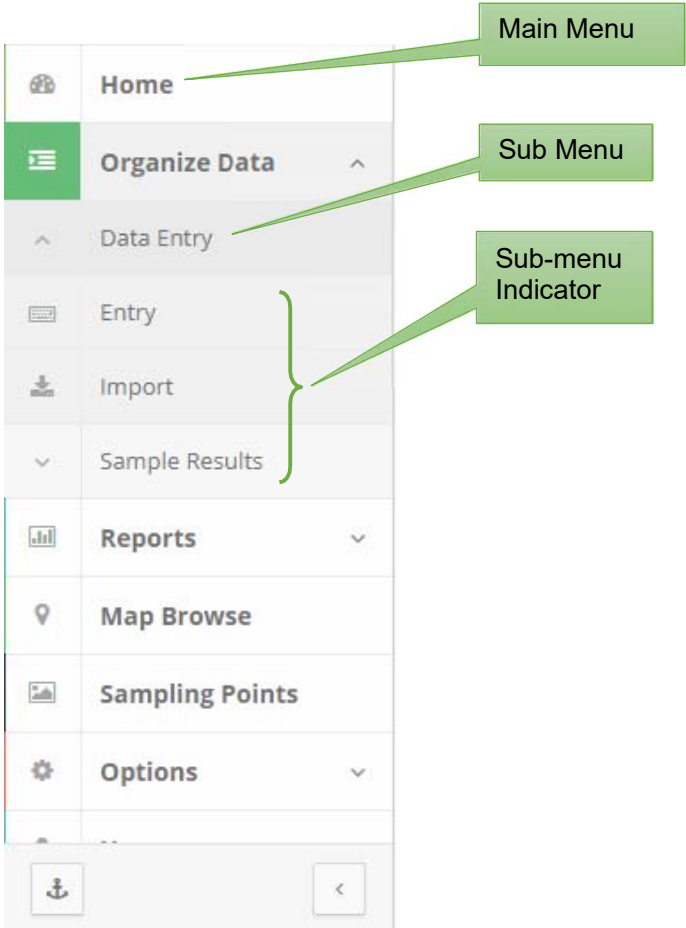 Main Menu
Home
Organize Data
Sub Menu
Data Entry
Sub-menu
Indicator
Entry
Import
Sample Results
Reports
Map Browse
Sampling Points
Options